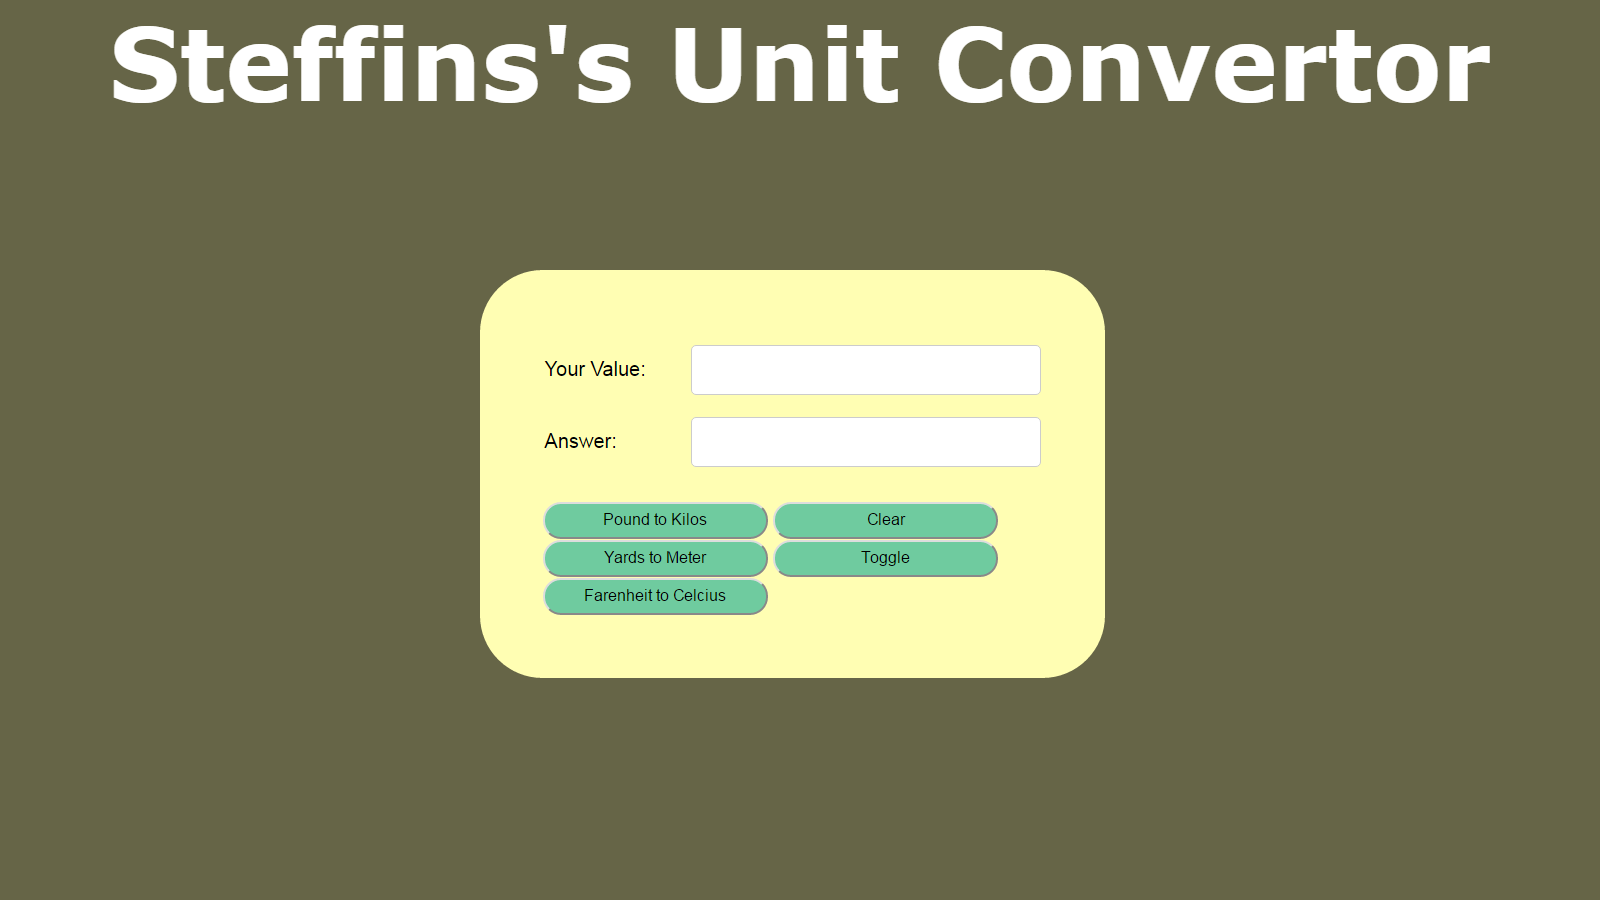 Steffins's Unit Convertor
Your Value:
Answer:
Pound to Kilos
Clear
Yards to Meter
Toggle
Farenheit to Celcius